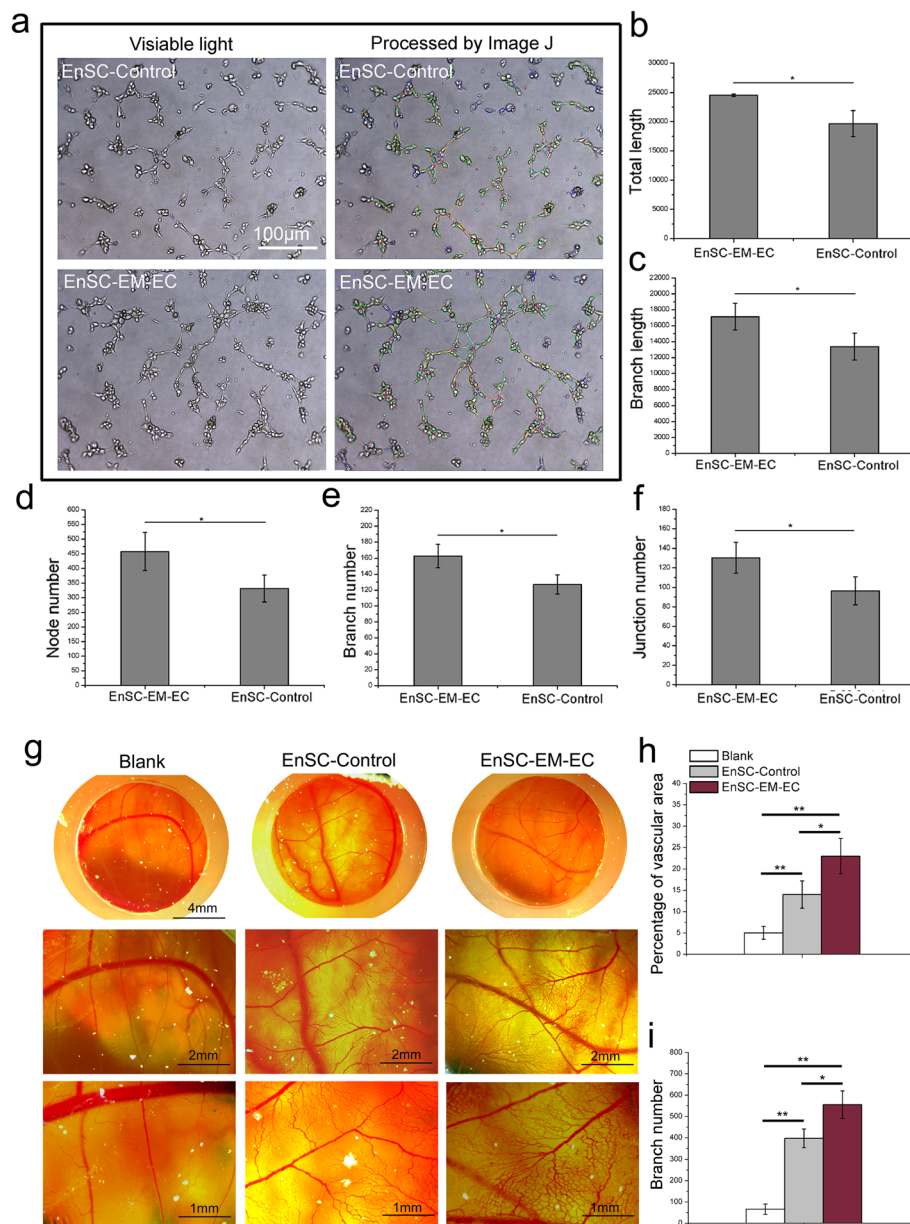 a
Visiable light
Processed by Image J
EnSC-Control
EnSC-Control
100μm
EnSC-EM-EC
EnSC-EM-EC
b
Total length
30000
25000
20000
15000
10000
5000
0
*
EnSC-EM-EC
EnSC-Control
c
Branch length
22000
20000
18000
16000
14000
12000
10000
8000
6000
4000
2000
0
*
EnSC-EM-EC
EnSC-Control
d
Node number
600
550
500
450
400
350
300
250
200
150
100
50
0
*
EnSC-EM-EC
EnSC-Control
e
Branch number
220
200
180
160
140
120
100
80
60
40
20
0
*
EnSC-EM-EC
EnSC-Control
f
Junction number
180
160
140
120
100
80
60
40
20
0
*
EnSC-EM-EC
EnSC-Control
g
Blank
EnSC-Control
EnSC-EM-EC
4mm
2mm
2mm
2mm
1mm
1mm
1mm
h
Blank
EnSC-Control
EnSC-EM-EC
Percentage of vascular area
40
35
30
25
20
15
10
5
0
**
*
**
i
Branch number
800
700
600
500
400
300
200
100
0
**
*
**